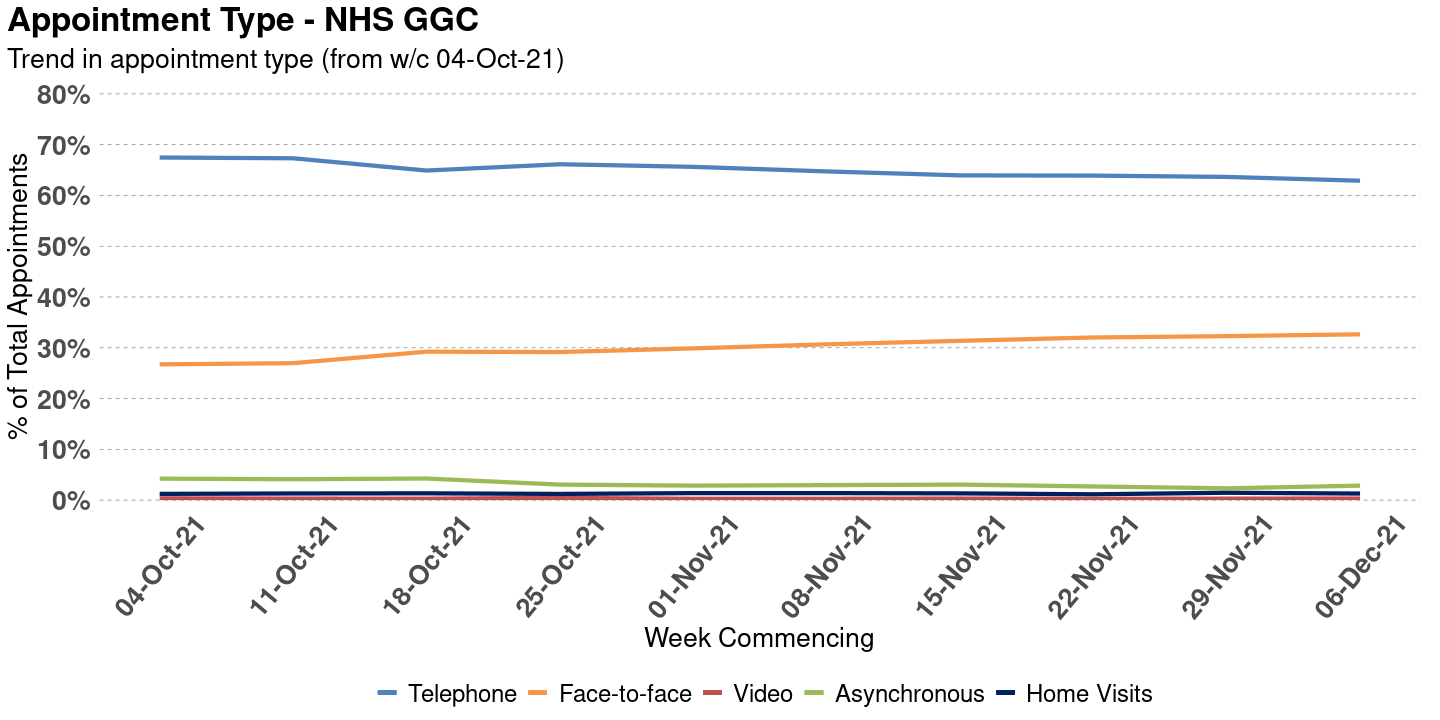 Appointment Type - NHS GGC
Trend in appointment type (from w/c 04-Oct-21)
% of Total Appointments
80%
70%
60%
50%
40%
30%
20%
10%
0%
04-Oct-21
11-Oct-21
18-Oct-21
25-Oct-21
01-Nov-21
08-Nov-21
15-Nov-21
22-Nov-21
29-Nov-21
06-Dec-21
Week Commencing
Telephone Face-to-face Video Asynchronous Home Visits